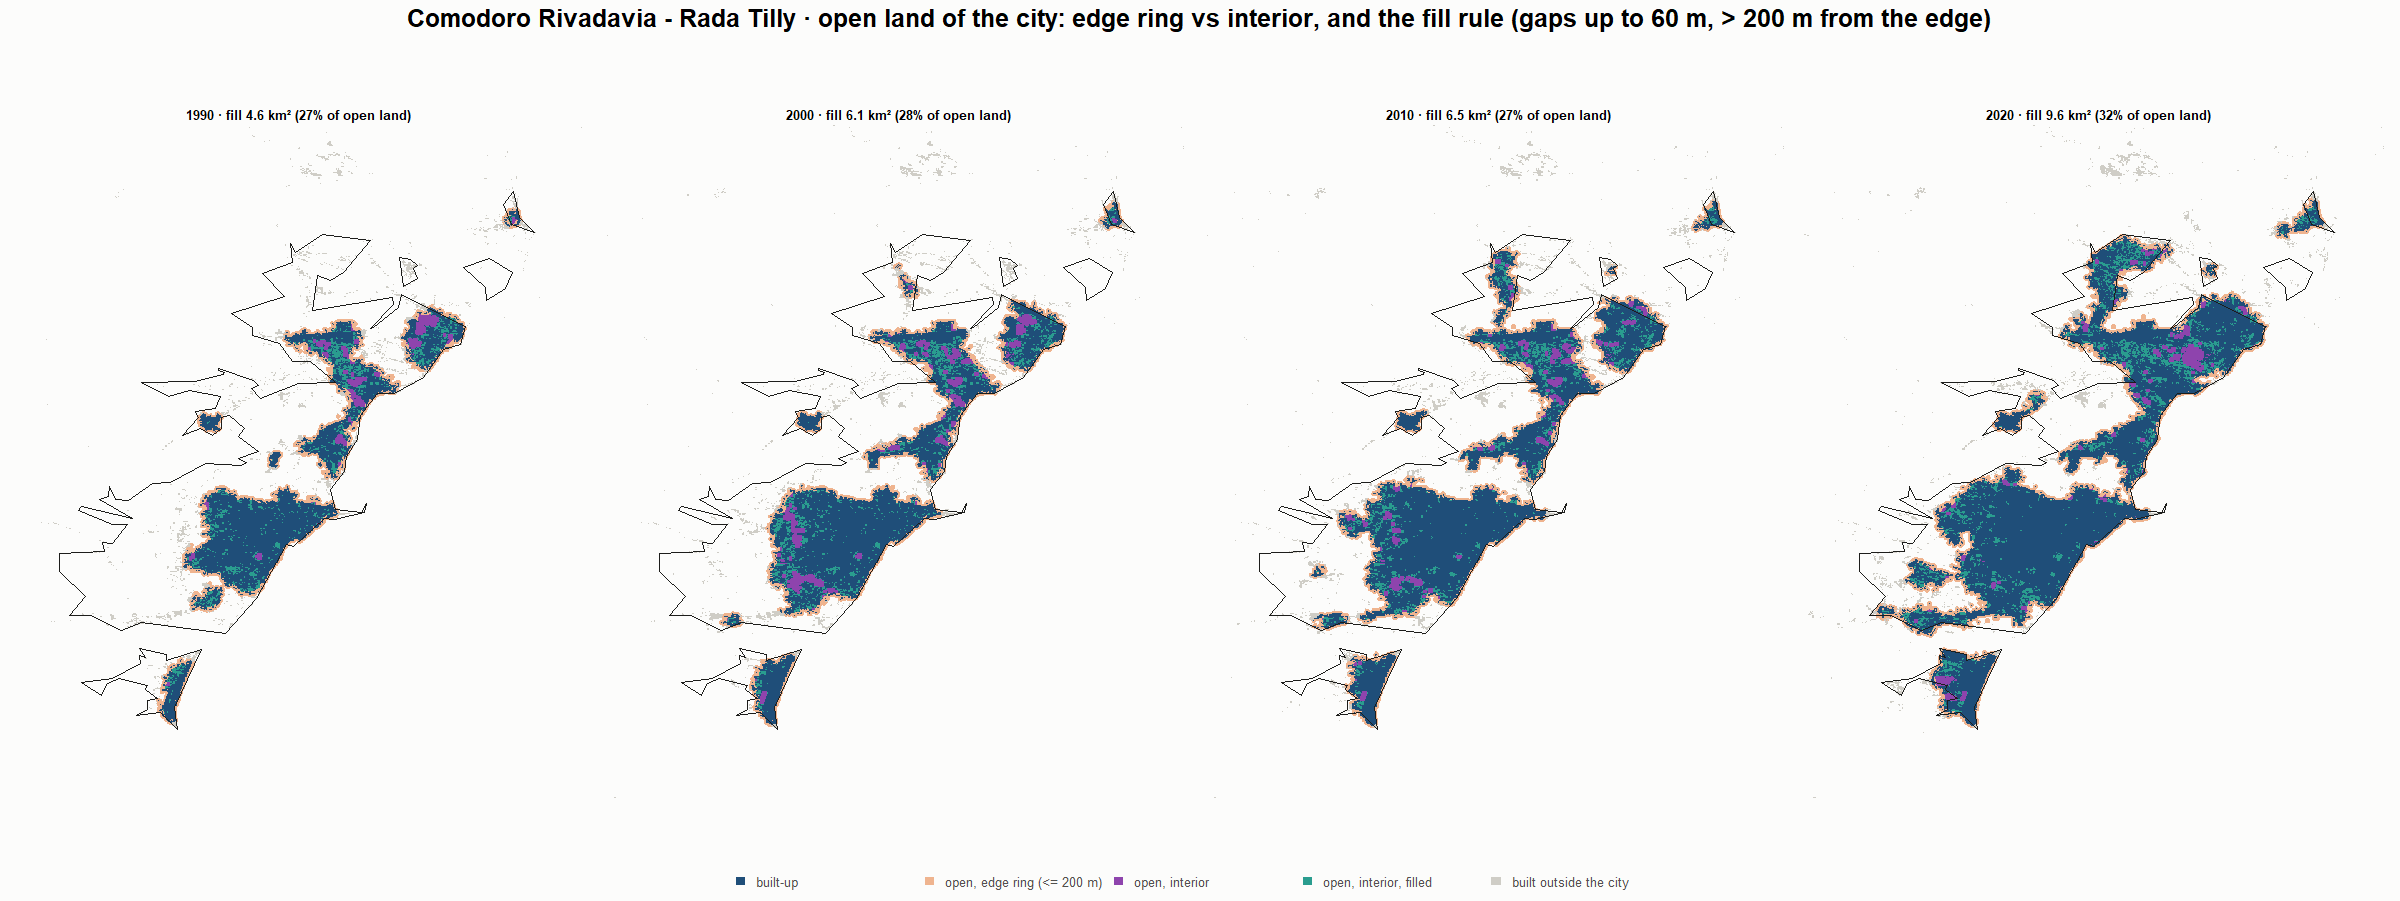 Comodoro Rivadavia - Rada Tilly · open land of the city: edge ring vs interior, and the fill rule (gaps up to 60 m, > 200 m from the edge)
1990 · fill 4.6 km² (27% of open land)
2000 · fill 6.1 km² (28% of open land)
2010 · fill 6.5 km² (27% of open land)
2020 · fill 9.6 km² (32% of open land)
built-up
open, edge ring (<= 200 m)
open, interior
open, interior, filled
built outside the city